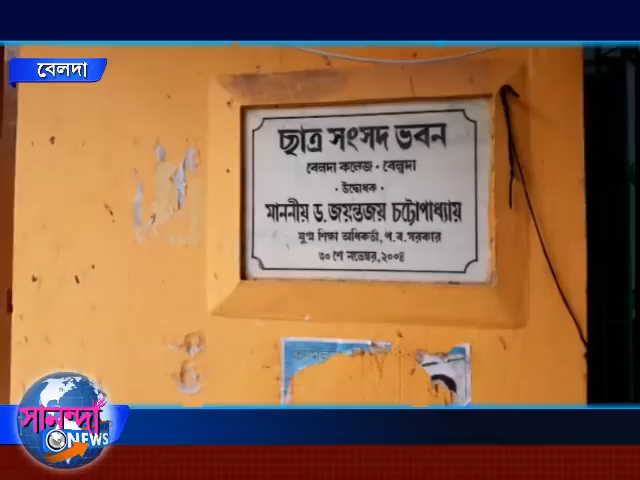 বেলদা
ছাত্র সংসদ ভবন
বেলদা কলেজ · বেলদা
· উদ্বোধক ·
মাননীয় ড. জয়ন্তজয় চট্টোপাধ্যায়
যুগ্ম শিক্ষা অধিকর্তা, প.ব.সরকার
৩০ শে নভেম্বর, ২০০৪
সানন্দা
NEWS